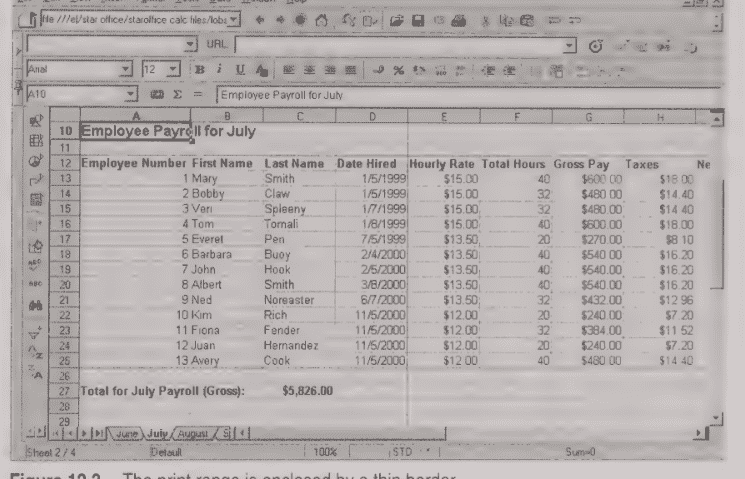 file:///e|/star office/staroffice calc files/lobs
URL
Arial 12 B i U A %
A10 Σ = Employee Payroll for July
A B C D E F G H
10 Employee Payroll for July
11
12 Employee Number First Name Last Name Date Hired Hourly Rate Total Hours Gross Pay Taxes Ne
13 1 Mary Smith 1/5/1999 $15.00 40 $600.00 $18.00
14 2 Bobby Claw 1/5/1999 $15.00 32 $480.00 $14.40
15 3 Veri Spleeny 1/7/1999 $15.00 32 $480.00 $14.40
16 4 Tom Tomali 1/8/1999 $15.00 40 $600.00 $18.00
17 5 Everet Pen 7/5/1999 $13.50 20 $270.00 $8.10
18 6 Barbara Buoy 2/4/2000 $13.50 40 $540.00 $16.20
19 7 John Hook 2/5/2000 $13.50 40 $540.00 $16.20
20 8 Albert Smith 3/8/2000 $13.50 40 $540.00 $16.20
21 9 Ned Noreaster 6/7/2000 $13.50 32 $432.00 $12.96
22 10 Kim Rich 11/5/2000 $12.00 20 $240.00 $7.20
23 11 Fiona Fender 11/5/2000 $12.00 32 $384.00 $11.52
24 12 Juan Hernandez 11/5/2000 $12.00 20 $240.00 $7.20
25 13 Avery Cook 11/5/2000 $12.00 40 $480.00 $14.40
26
27 Total for July Payroll (Gross): $5,826.00
28
29
June July August S
Sheet 2 / 4 Default 100% STD * Sum=0
The print range is enclosed by a thin border